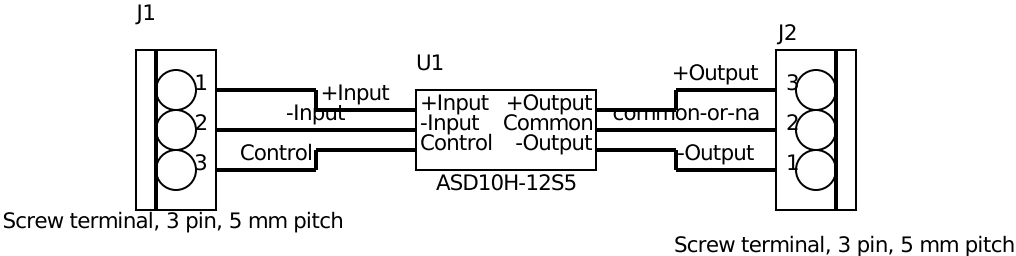 J1
J2
U1
+Output
1
3
+Input
+Input
+Output
-Input
common-or-na
2
-Input
Common
2
Control
Control
-Output
-Output
3
1
ASD10H-12S5
Screw terminal, 3 pin, 5 mm pitch
Screw terminal, 3 pin, 5 mm pitch